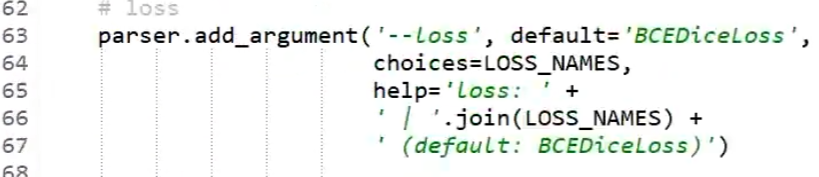 62    # loss
63    parser.add_argument('--loss', default='BCEDiceLoss',
64                        choices=LOSS_NAMES,
65                        help='loss: ' +
66                        ' | '.join(LOSS_NAMES) +
67                        ' (default: BCEDiceLoss)')
68